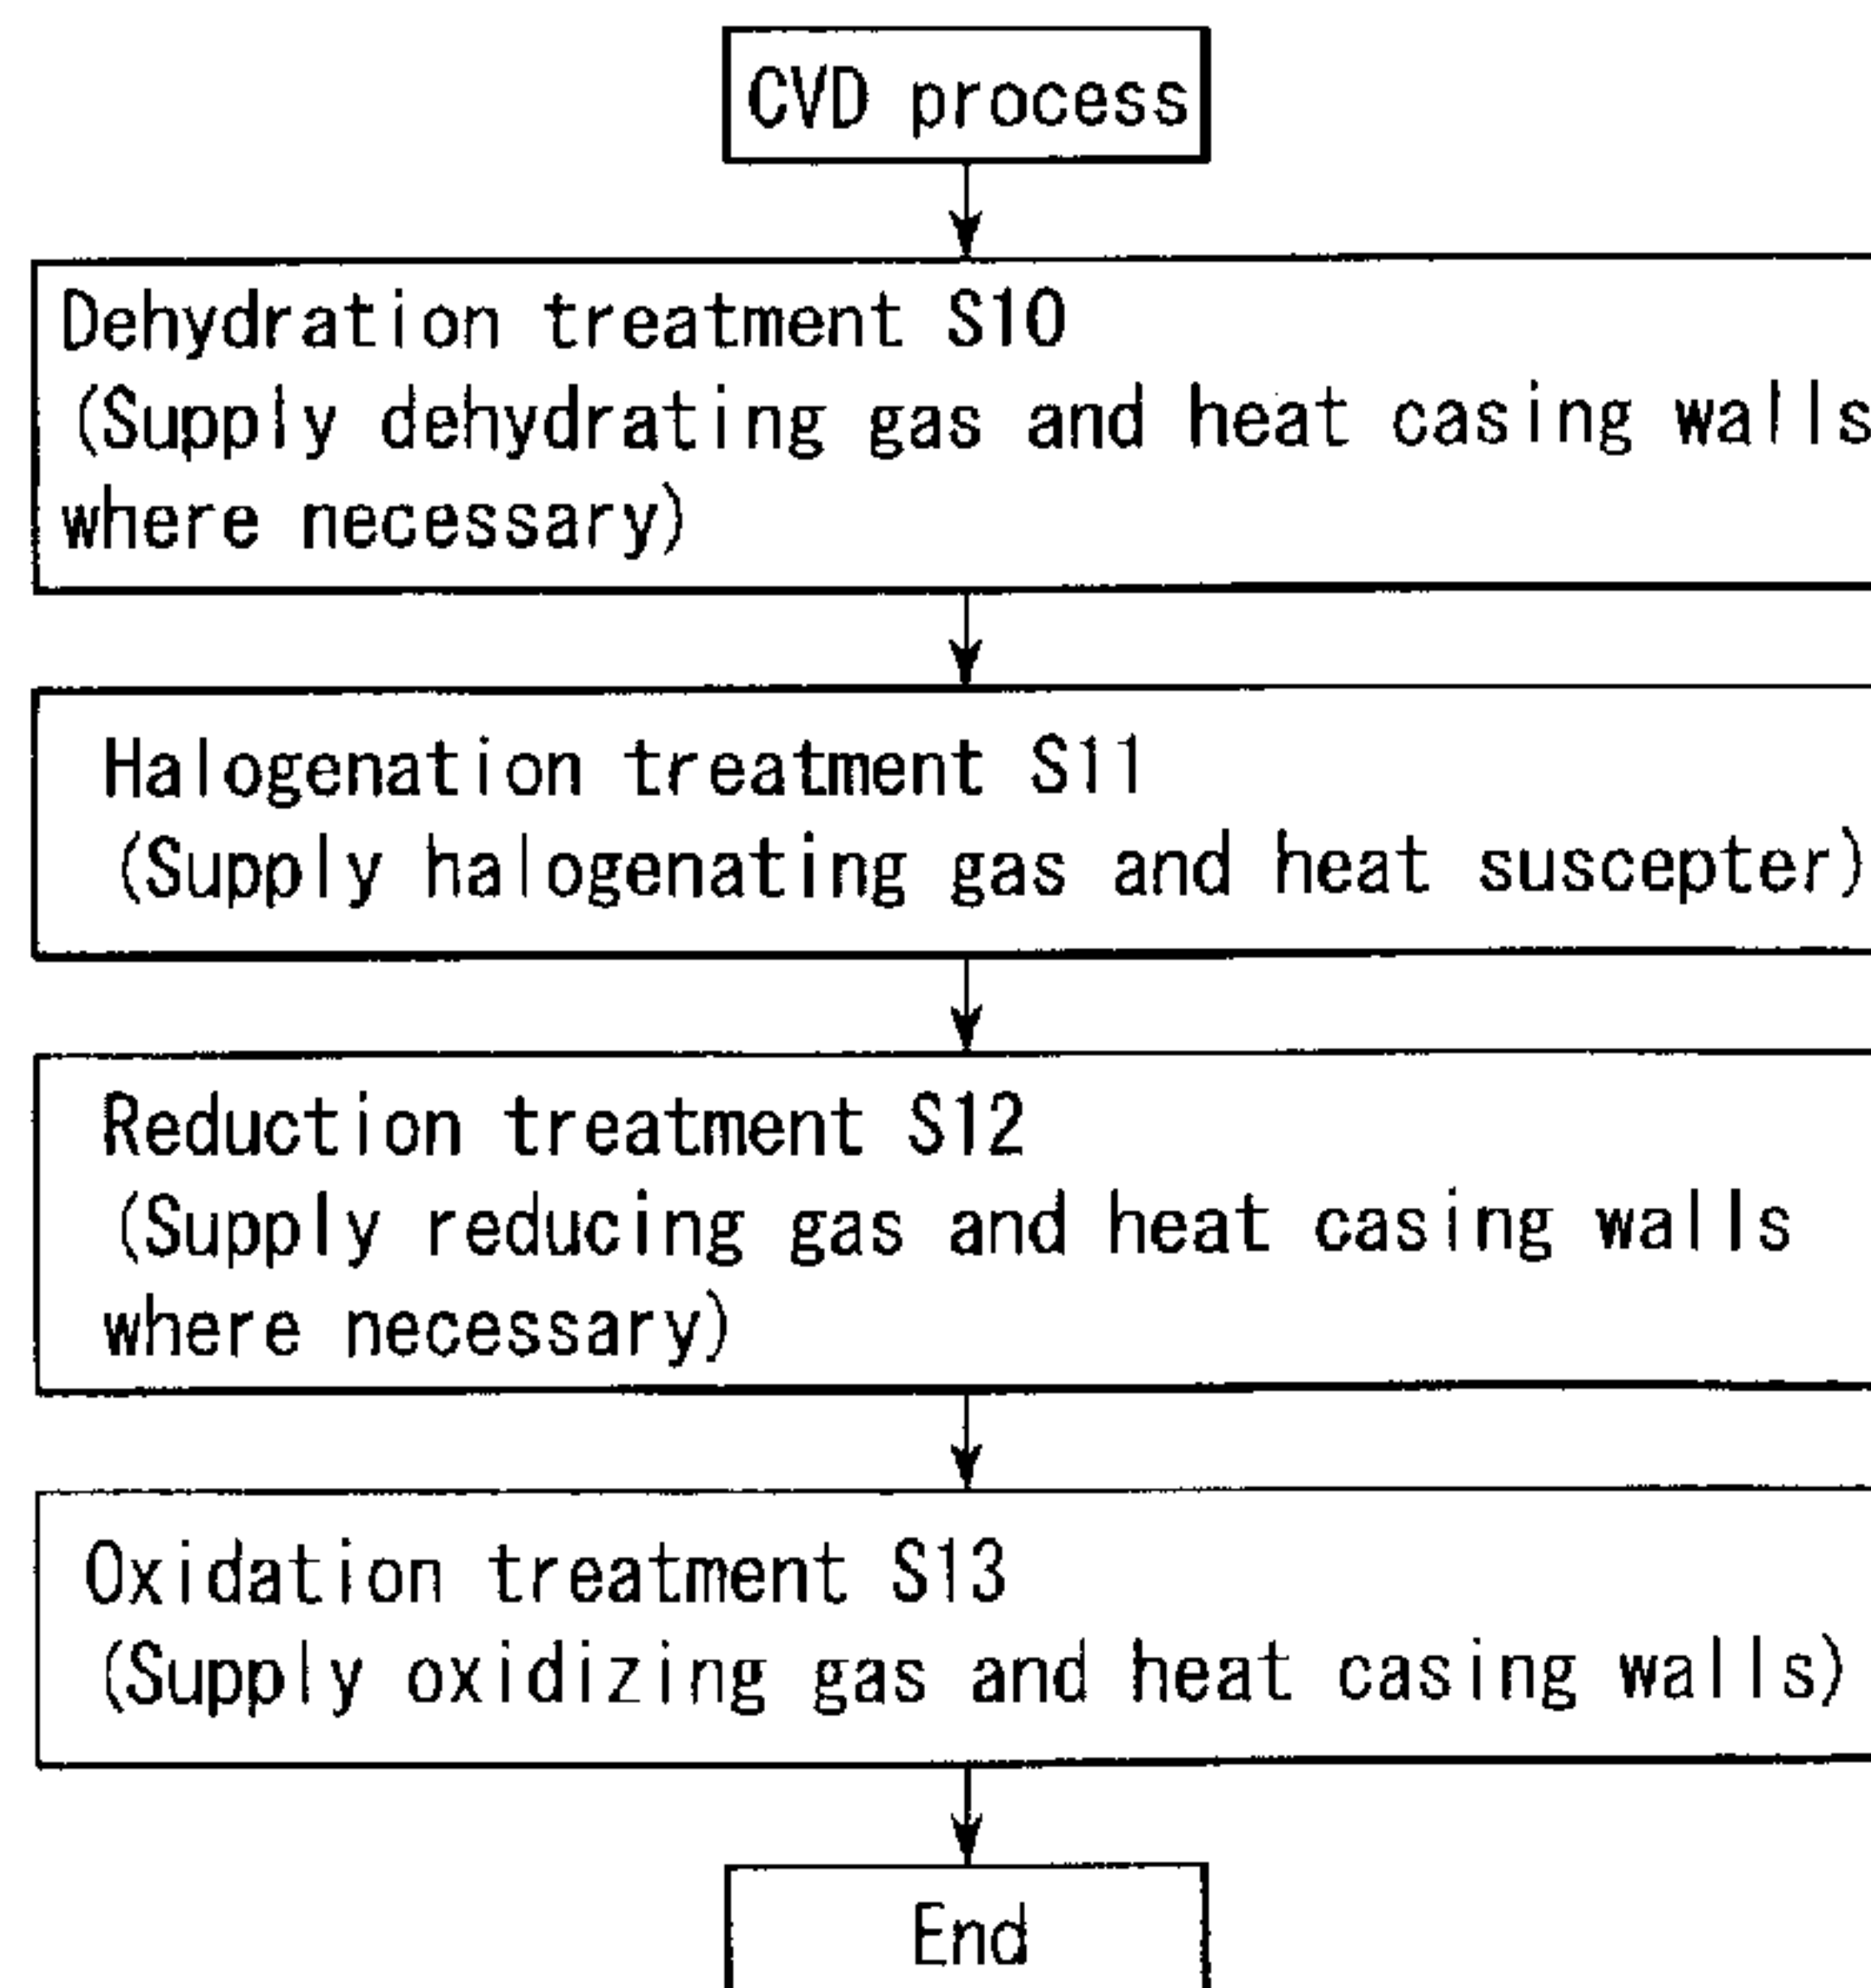 CVD process
Dehydration treatment S10
(Supply dehydrating gas and heat casing walls
where necessary)
Halogenation treatment S11
(Supply halogenating gas and heat suscepter)
Reduction treatment S12
(Supply reducing gas and heat casing walls
where necessary)
Oxidation treatment S13
(Supply oxidizing gas and heat casing walls)
End